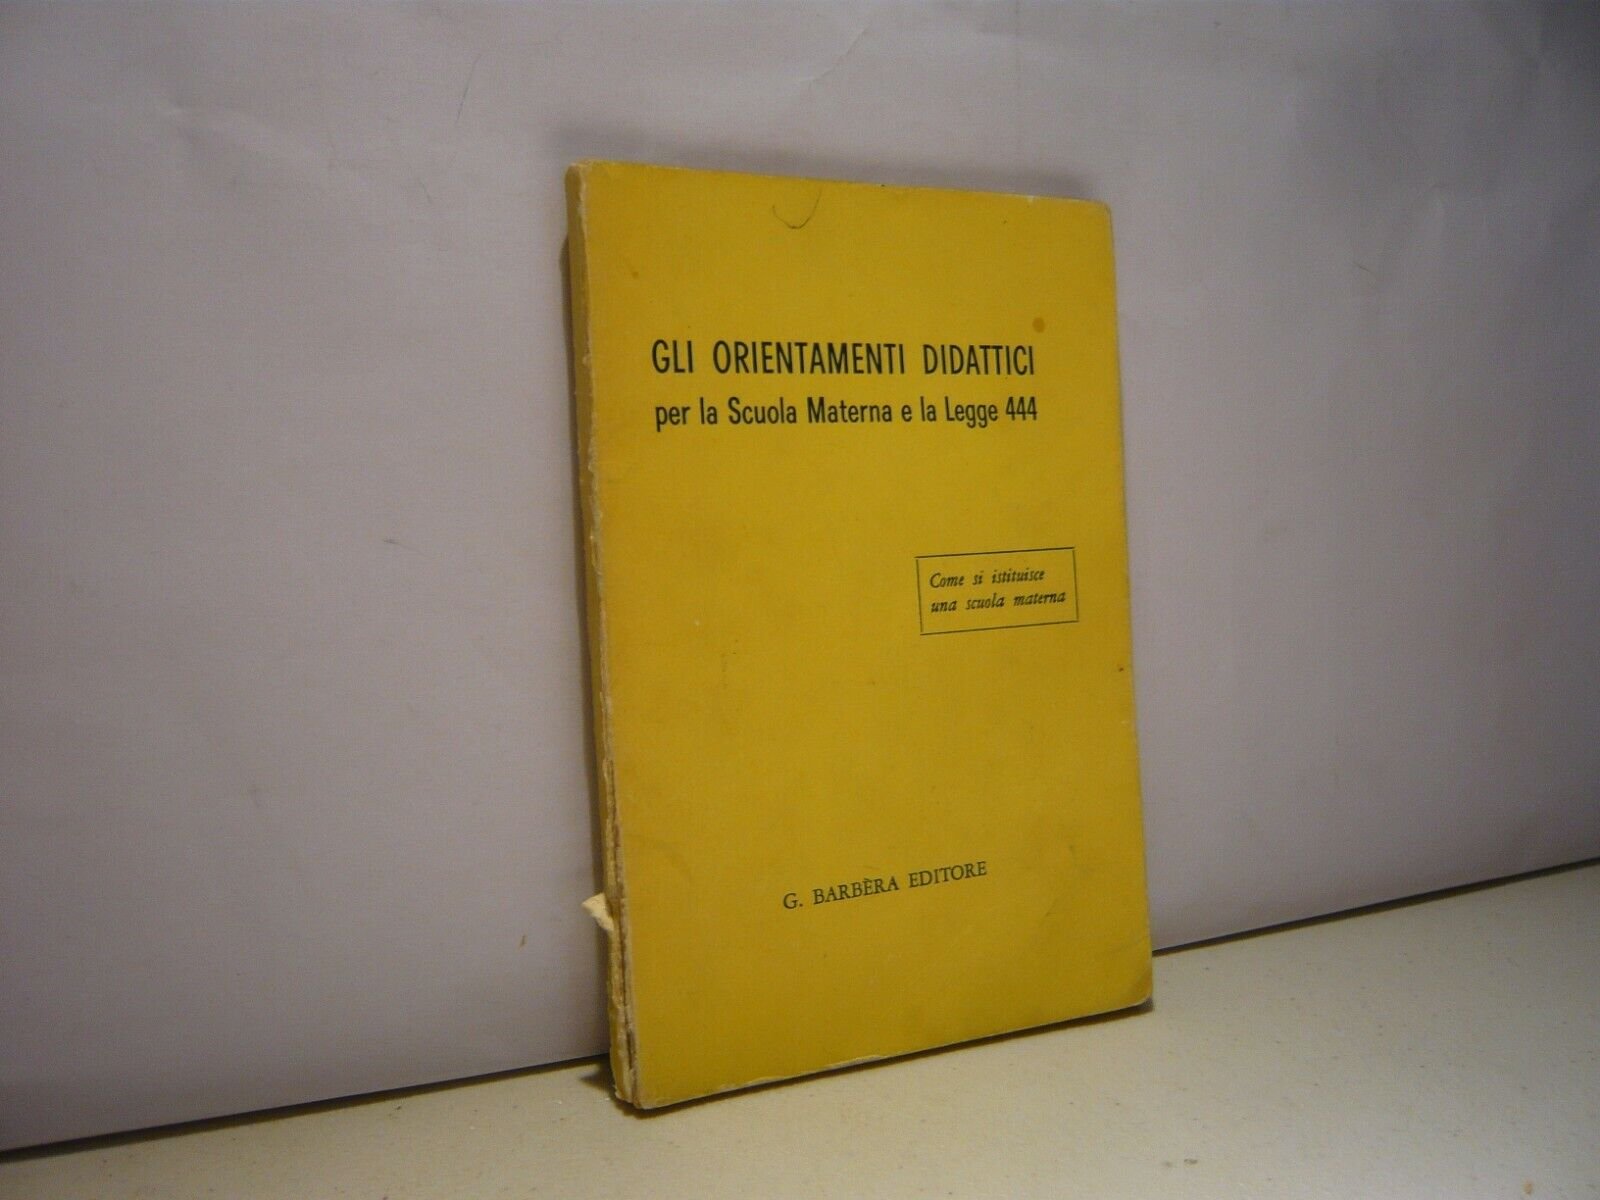 GLI ORIENTAMENTI DIDATTICI
per la Scuola Materna e la Legge 444
Come si istituisce
una scuola materna
G. BARBÈRA EDITORE